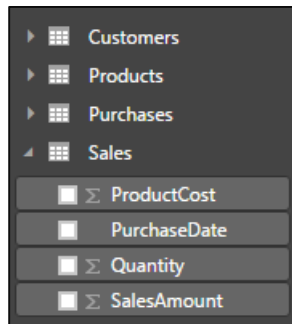 Customers
Products
Purchases
Sales
ProductCost
PurchaseDate
Quantity
SalesAmount